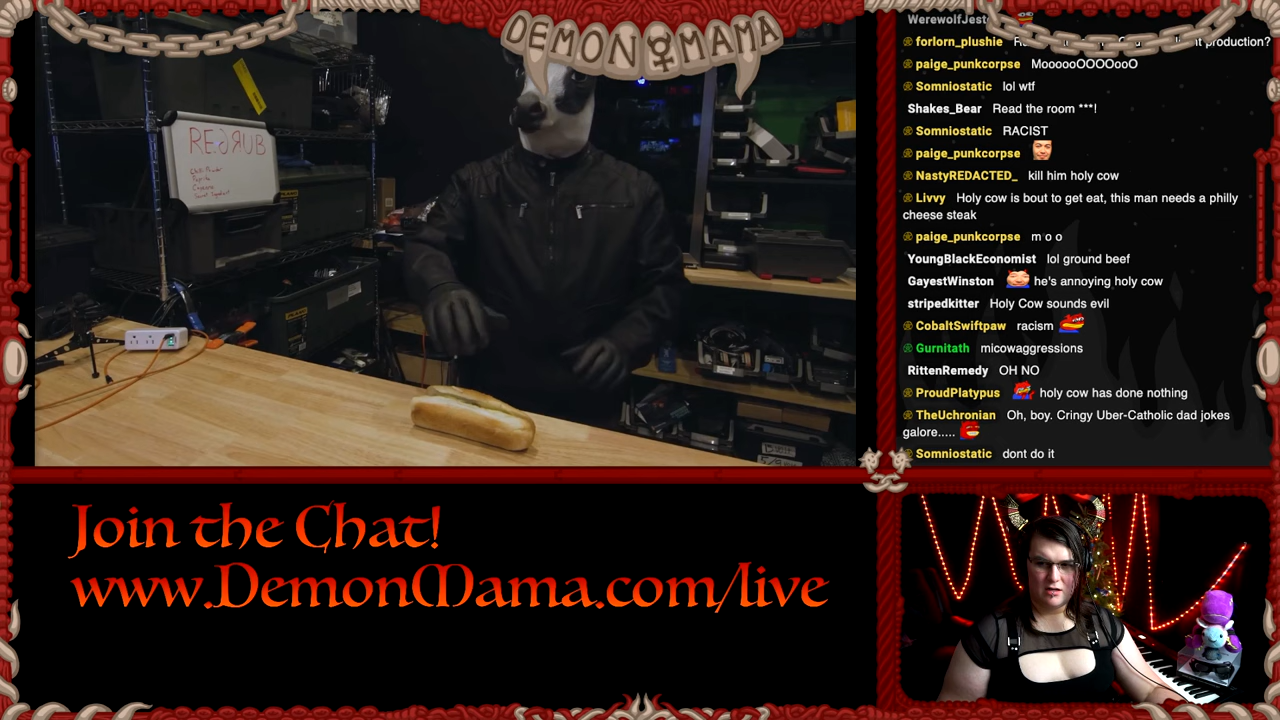 DEMON MAMA
REDRUB
forlorn_plushie production?
paige_punkcorpse MoooooOOOOooO
Somniostatic lol wtf
Shakes_Bear Read the room ***!
Somniostatic RACIST
paige_punkcorpse
NastyREDACTED_ kill him holy cow
Livvy Holy cow is bout to get eat, this man needs a philly
cheese steak
paige_punkcorpse m o o
YoungBlackEconomist lol ground beef
GayestWinston he's annoying holy cow
stripedkitter Holy Cow sounds evil
CobaltSwiftpaw racism
Gurnitath micowaggressions
RittenRemedy OH NO
ProudPlatypus holy cow has done nothing
TheUchronian Oh, boy. Cringy Uber-Catholic dad jokes
galore.....
Somniostatic dont do it
Join the Chat!
www.DemonMama.com/live